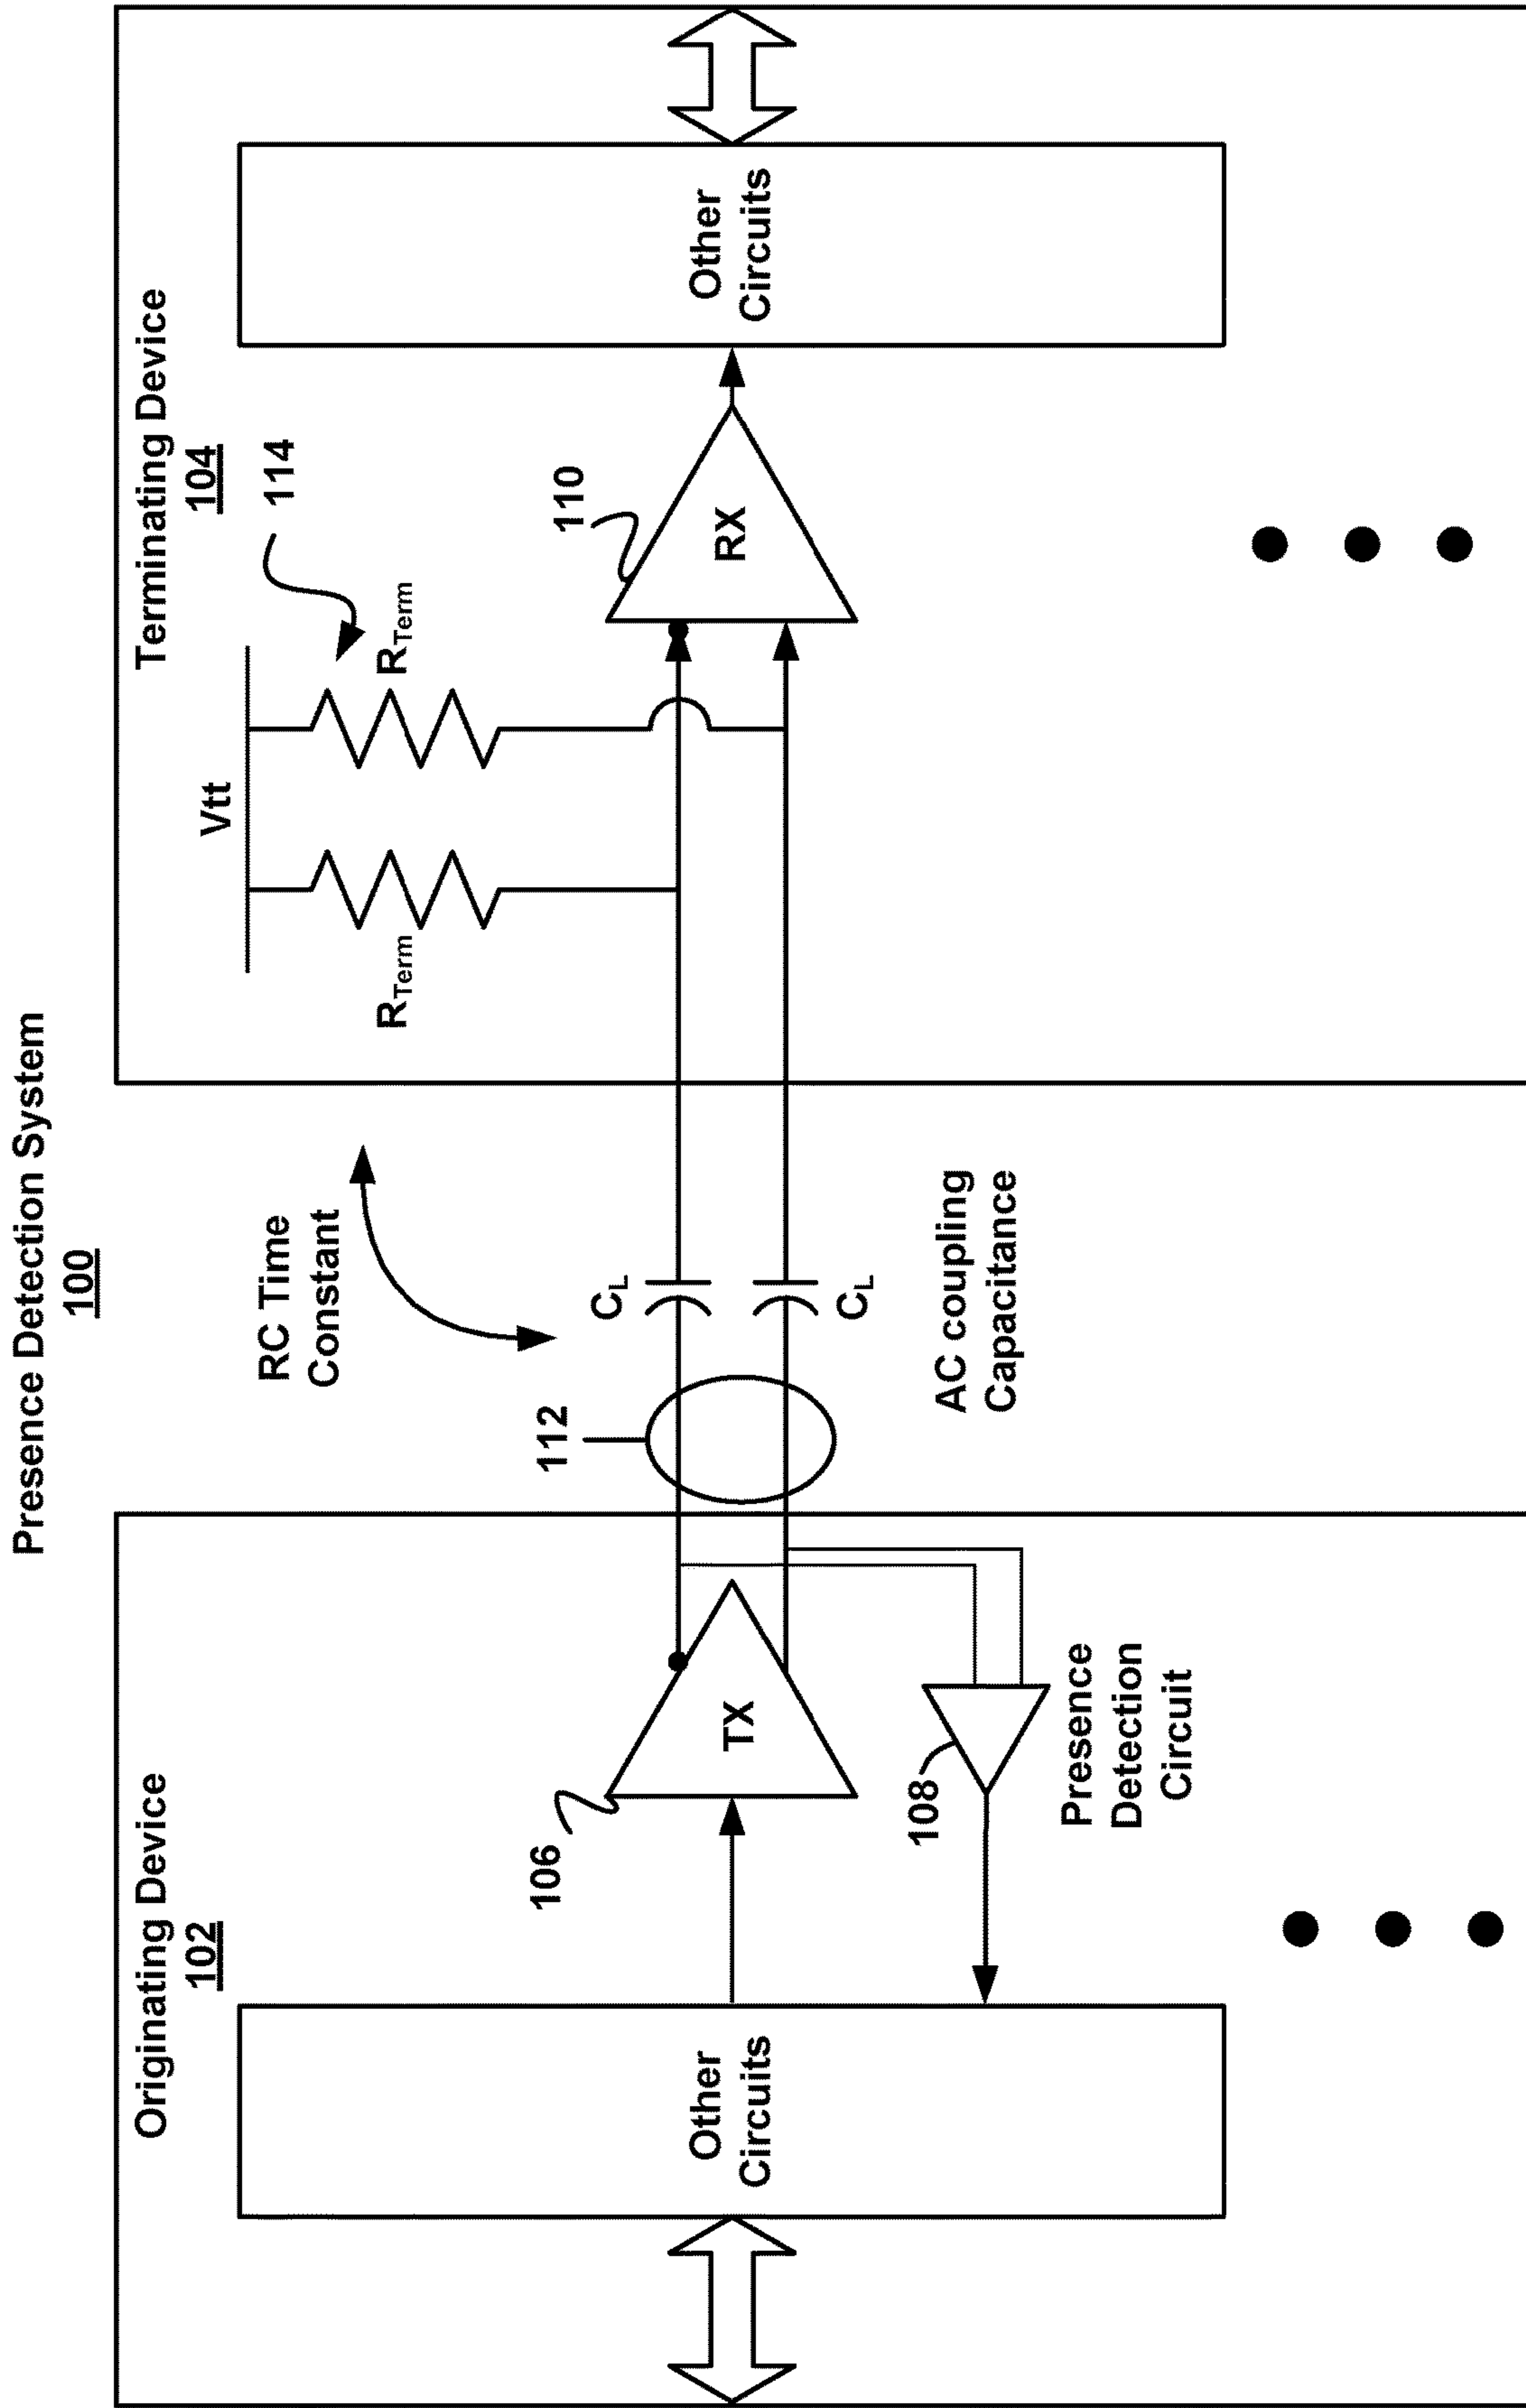 Presence Detection System
100
Originating Device
102
Other
Circuits
106
TX
108
Presence
Detection
Circuit
112
RC Time
Constant
C_L
C_L
AC coupling
Capacitance
Terminating Device
104
114
Vtt
R_Term
R_Term
110
RX
Other
Circuits